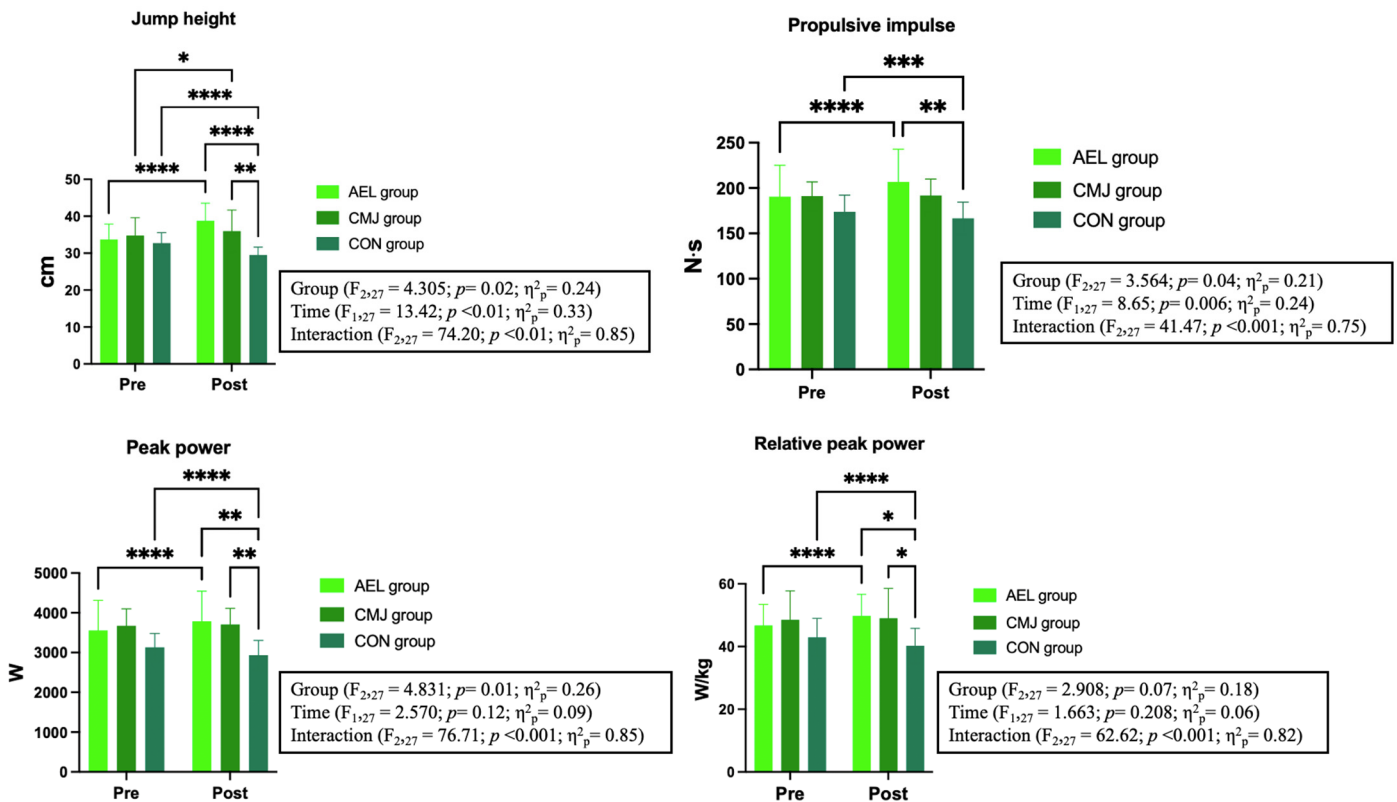 Jump height
*
****
****
****
**
50
40
30
20
10
0
cm
Pre
Post
AEL group
CMJ group
CON group
Group (F2,27 = 4.305; p= 0.02; η²p= 0.24)
Time (F1,27 = 13.42; p <0.01; η²p= 0.33)
Interaction (F2,27 = 74.20; p <0.01; η²p= 0.85)
Propulsive impulse
***
****
**
250
200
150
100
50
0
N·s
Pre
Post
AEL group
CMJ group
CON group
Group (F2,27 = 3.564; p= 0.04; η²p= 0.21)
Time (F1,27 = 8.65; p= 0.006; η²p= 0.24)
Interaction (F2,27 = 41.47; p <0.001; η²p= 0.75)
Peak power
****
**
****
**
5000
4000
3000
2000
1000
0
W
Pre
Post
AEL group
CMJ group
CON group
Group (F2,27 = 4.831; p= 0.01; η²p= 0.26)
Time (F1,27 = 2.570; p= 0.12; η²p= 0.09)
Interaction (F2,27 = 76.71; p <0.001; η²p= 0.85)
Relative peak power
****
*
****
*
60
40
20
0
W/kg
Pre
Post
AEL group
CMJ group
CON group
Group (F2,27 = 2.908; p= 0.07; η²p= 0.18)
Time (F1,27 = 1.663; p= 0.208; η²p= 0.06)
Interaction (F2,27 = 62.62; p <0.001; η²p= 0.82)